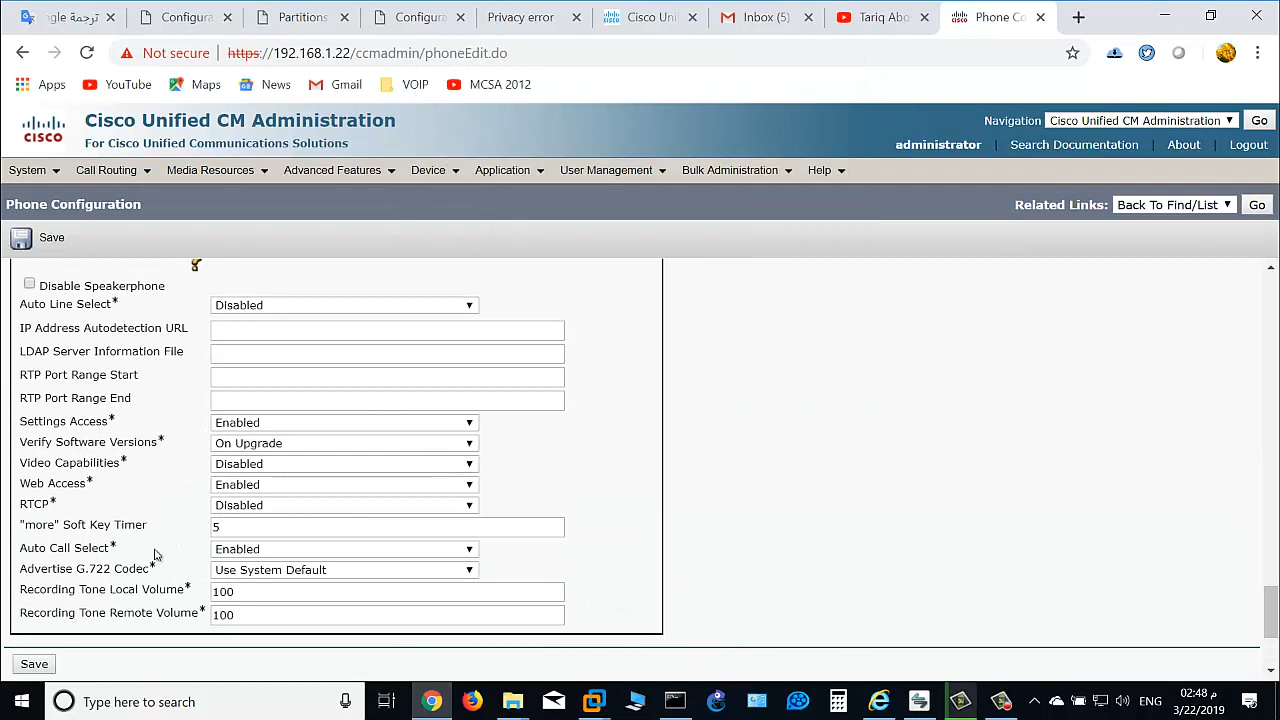 ترجمة Angle
Configura
Partitions
Configura
Privacy error
Cisco Uni
Inbox (5)
Tariq Abo
Phone Co
Not secure https://192.168.1.22/ccmadmin/phoneEdit.do
Apps YouTube Maps News Gmail VOIP MCSA 2012
CISCO
Cisco Unified CM Administration
For Cisco Unified Communications Solutions
Navigation Cisco Unified CM Administration Go
administrator | Search Documentation | About | Logout
System Call Routing Media Resources Advanced Features Device Application User Management Bulk Administration Help
Phone Configuration
Related Links: Back To Find/List Go
Save
Disable Speakerphone
Auto Line Select* Disabled
IP Address Autodetection URL
LDAP Server Information File
RTP Port Range Start
RTP Port Range End
Settings Access* Enabled
Verify Software Versions* On Upgrade
Video Capabilities* Disabled
Web Access* Enabled
RTCP* Disabled
"more" Soft Key Timer 5
Auto Call Select* Enabled
Advertise G.722 Codec* Use System Default
Recording Tone Local Volume* 100
Recording Tone Remote Volume* 100
Save
Type here to search
ENG
02:48 م
3/22/2019